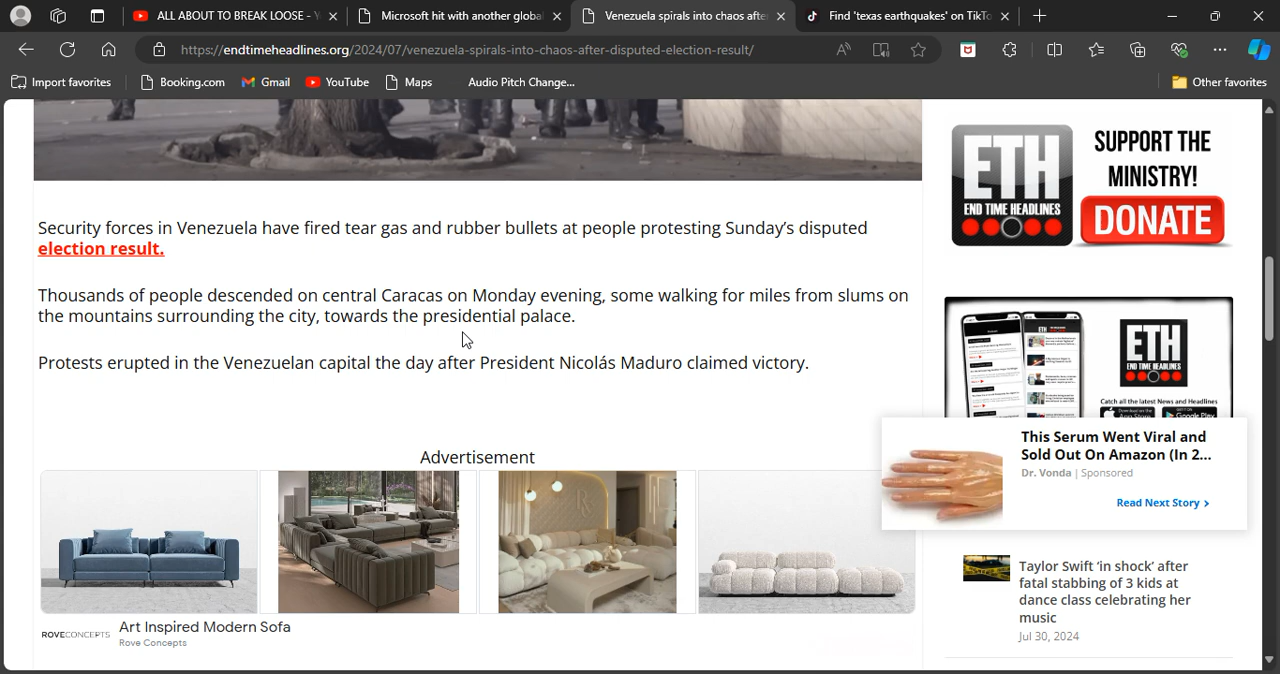 ALL ABOUT TO BREAK LOOSE - Y
Microsoft hit with another globa
Venezuela spirals into chaos afte
Find 'texas earthquakes' on TikTo
https://endtimeheadlines.org/2024/07/venezuela-spirals-into-chaos-after-disputed-election-result/
Import favorites
Booking.com
Gmail
YouTube
Maps
Audio Pitch Change...
Other favorites
Security forces in Venezuela have fired tear gas and rubber bullets at people protesting Sunday's disputed
election result.
Thousands of people descended on central Caracas on Monday evening, some walking for miles from slums on
the mountains surrounding the city, towards the presidential palace.
Protests erupted in the Venezuelan capital the day after President Nicolás Maduro claimed victory.
Advertisement
ROVECONCEPTS
Art Inspired Modern Sofa
Rove Concepts
ETH
END TIME HEADLINES
SUPPORT THE
MINISTRY!
DONATE
ETH
END TIME HEADLINES
Catch all the latest News and Headlines
This Serum Went Viral and
Sold Out On Amazon (In 2...
Dr. Vonda | Sponsored
Read Next Story >
Taylor Swift 'in shock' after
fatal stabbing of 3 kids at
dance class celebrating her
music
Jul 30, 2024